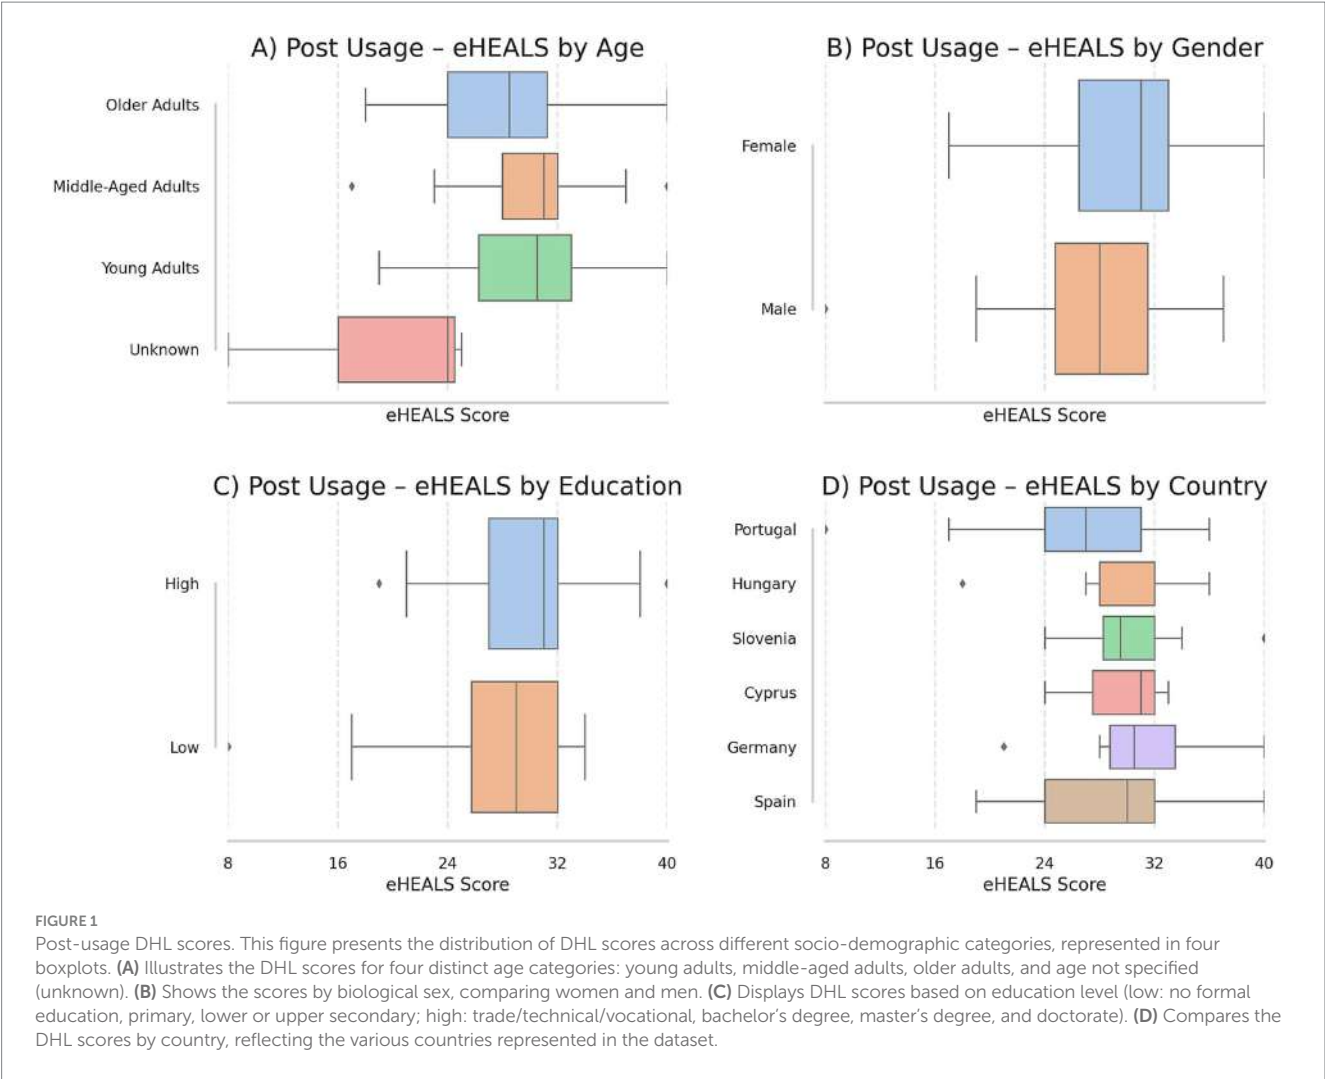 A) Post Usage – eHEALS by Age
Older Adults
Middle-Aged Adults
Young Adults
Unknown
eHEALS Score
B) Post Usage – eHEALS by Gender
Female
Male
eHEALS Score
C) Post Usage – eHEALS by Education
High
Low
8 16 24 32 40
eHEALS Score
D) Post Usage – eHEALS by Country
Portugal
Hungary
Slovenia
Cyprus
Germany
Spain
8 16 24 32 40
eHEALS Score
FIGURE 1
Post-usage DHL scores. This figure presents the distribution of DHL scores across different socio-demographic categories, represented in four
boxplots. (A) Illustrates the DHL scores for four distinct age categories: young adults, middle-aged adults, older adults, and age not specified
(unknown). (B) Shows the scores by biological sex, comparing women and men. (C) Displays DHL scores based on education level (low: no formal
education, primary, lower or upper secondary; high: trade/technical/vocational, bachelor’s degree, master’s degree, and doctorate). (D) Compares the
DHL scores by country, reflecting the various countries represented in the dataset.